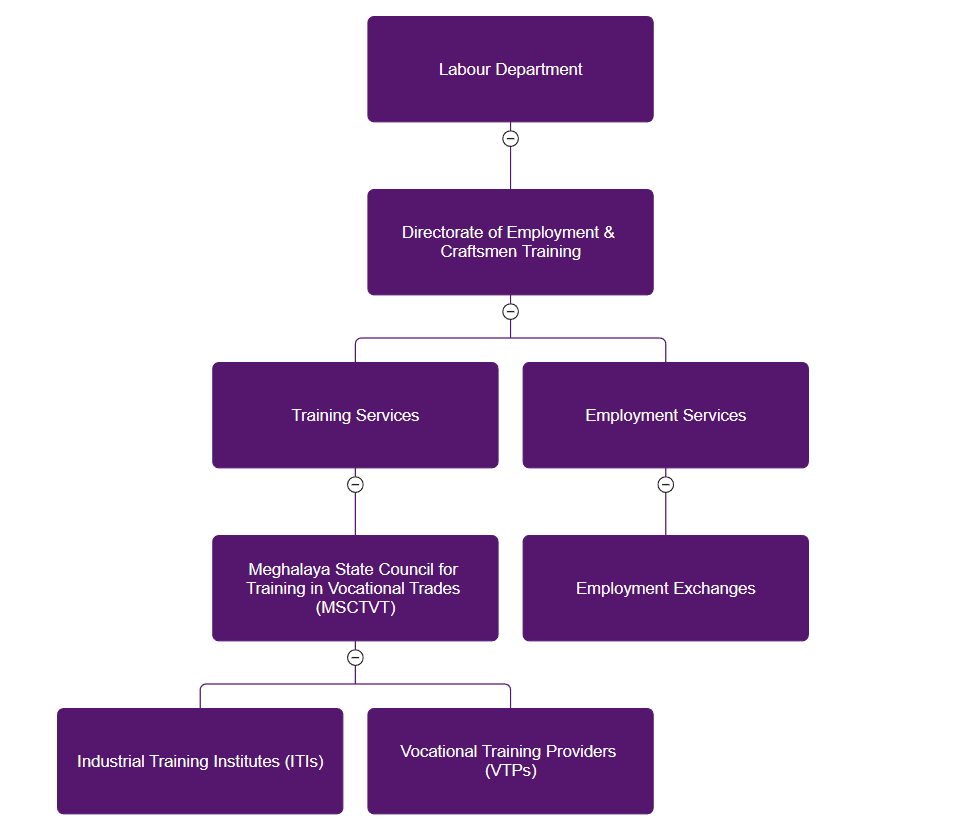 Labour Department
Directorate of Employment &
Craftsmen Training
Training Services
Employment Services
Meghalaya State Council for
Training in Vocational Trades
(MSCTVT)
Employment Exchanges
Industrial Training Institutes (ITIs)
Vocational Training Providers
(VTPs)